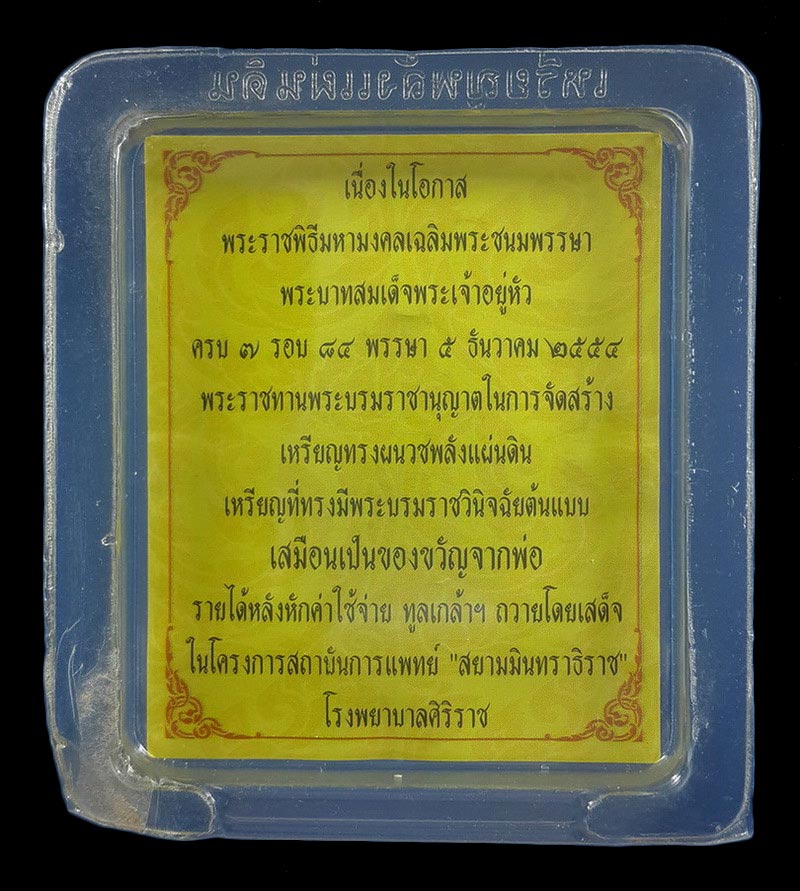 เหรียญพลังแผ่นดิน
เนื่องในโอกาส
พระราชพิธีมหามงคลเฉลิมพระชนมพรรษา
พระบาทสมเด็จพระเจ้าอยู่หัว
ครบ ๗ รอบ ๘๔ พรรษา ๕ ธันวาคม ๒๕๕๔
พระราชทานพระบรมราชานุญาตในการจัดสร้าง
เหรียญทรงผนวชพลังแผ่นดิน
เหรียญที่ทรงมีพระบรมราชวินิจฉัยต้นแบบ
เสมือนเป็นของขวัญจากพ่อ
รายได้หลังหักค่าใช้จ่าย ทูลเกล้าฯ ถวายโดยเสด็จ
ในโครงการสถาบันการแพทย์ "สยามมินทราธิราช"
โรงพยาบาลศิริราช